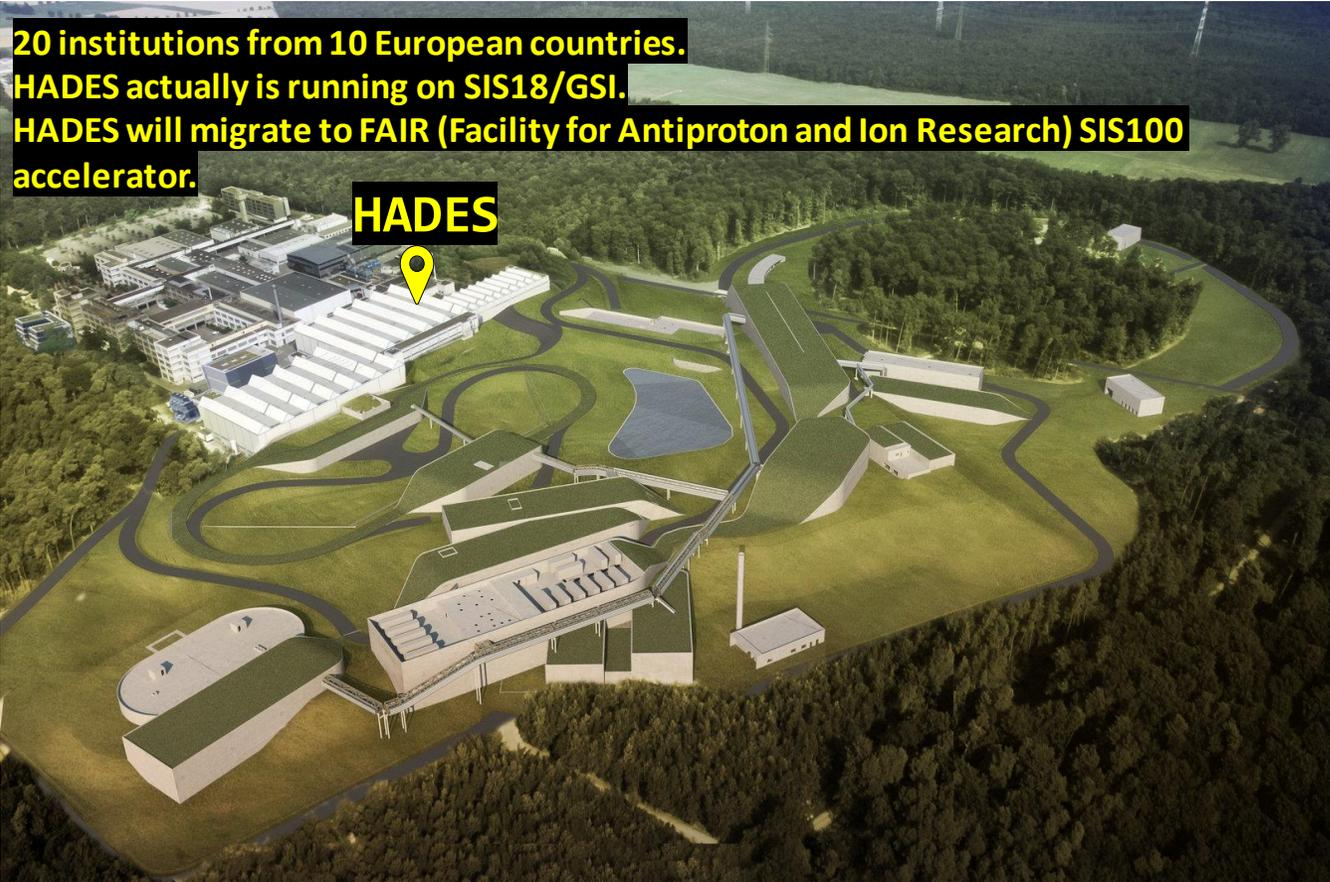 20 institutions from 10 European countries.
HADES actually is running on SIS18/GSI.
HADES will migrate to FAIR (Facility for Antiproton and Ion Research) SIS100
accelerator.
HADES